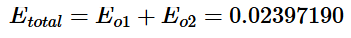 E_total = E_o1 + E_o2 = 0.02397190